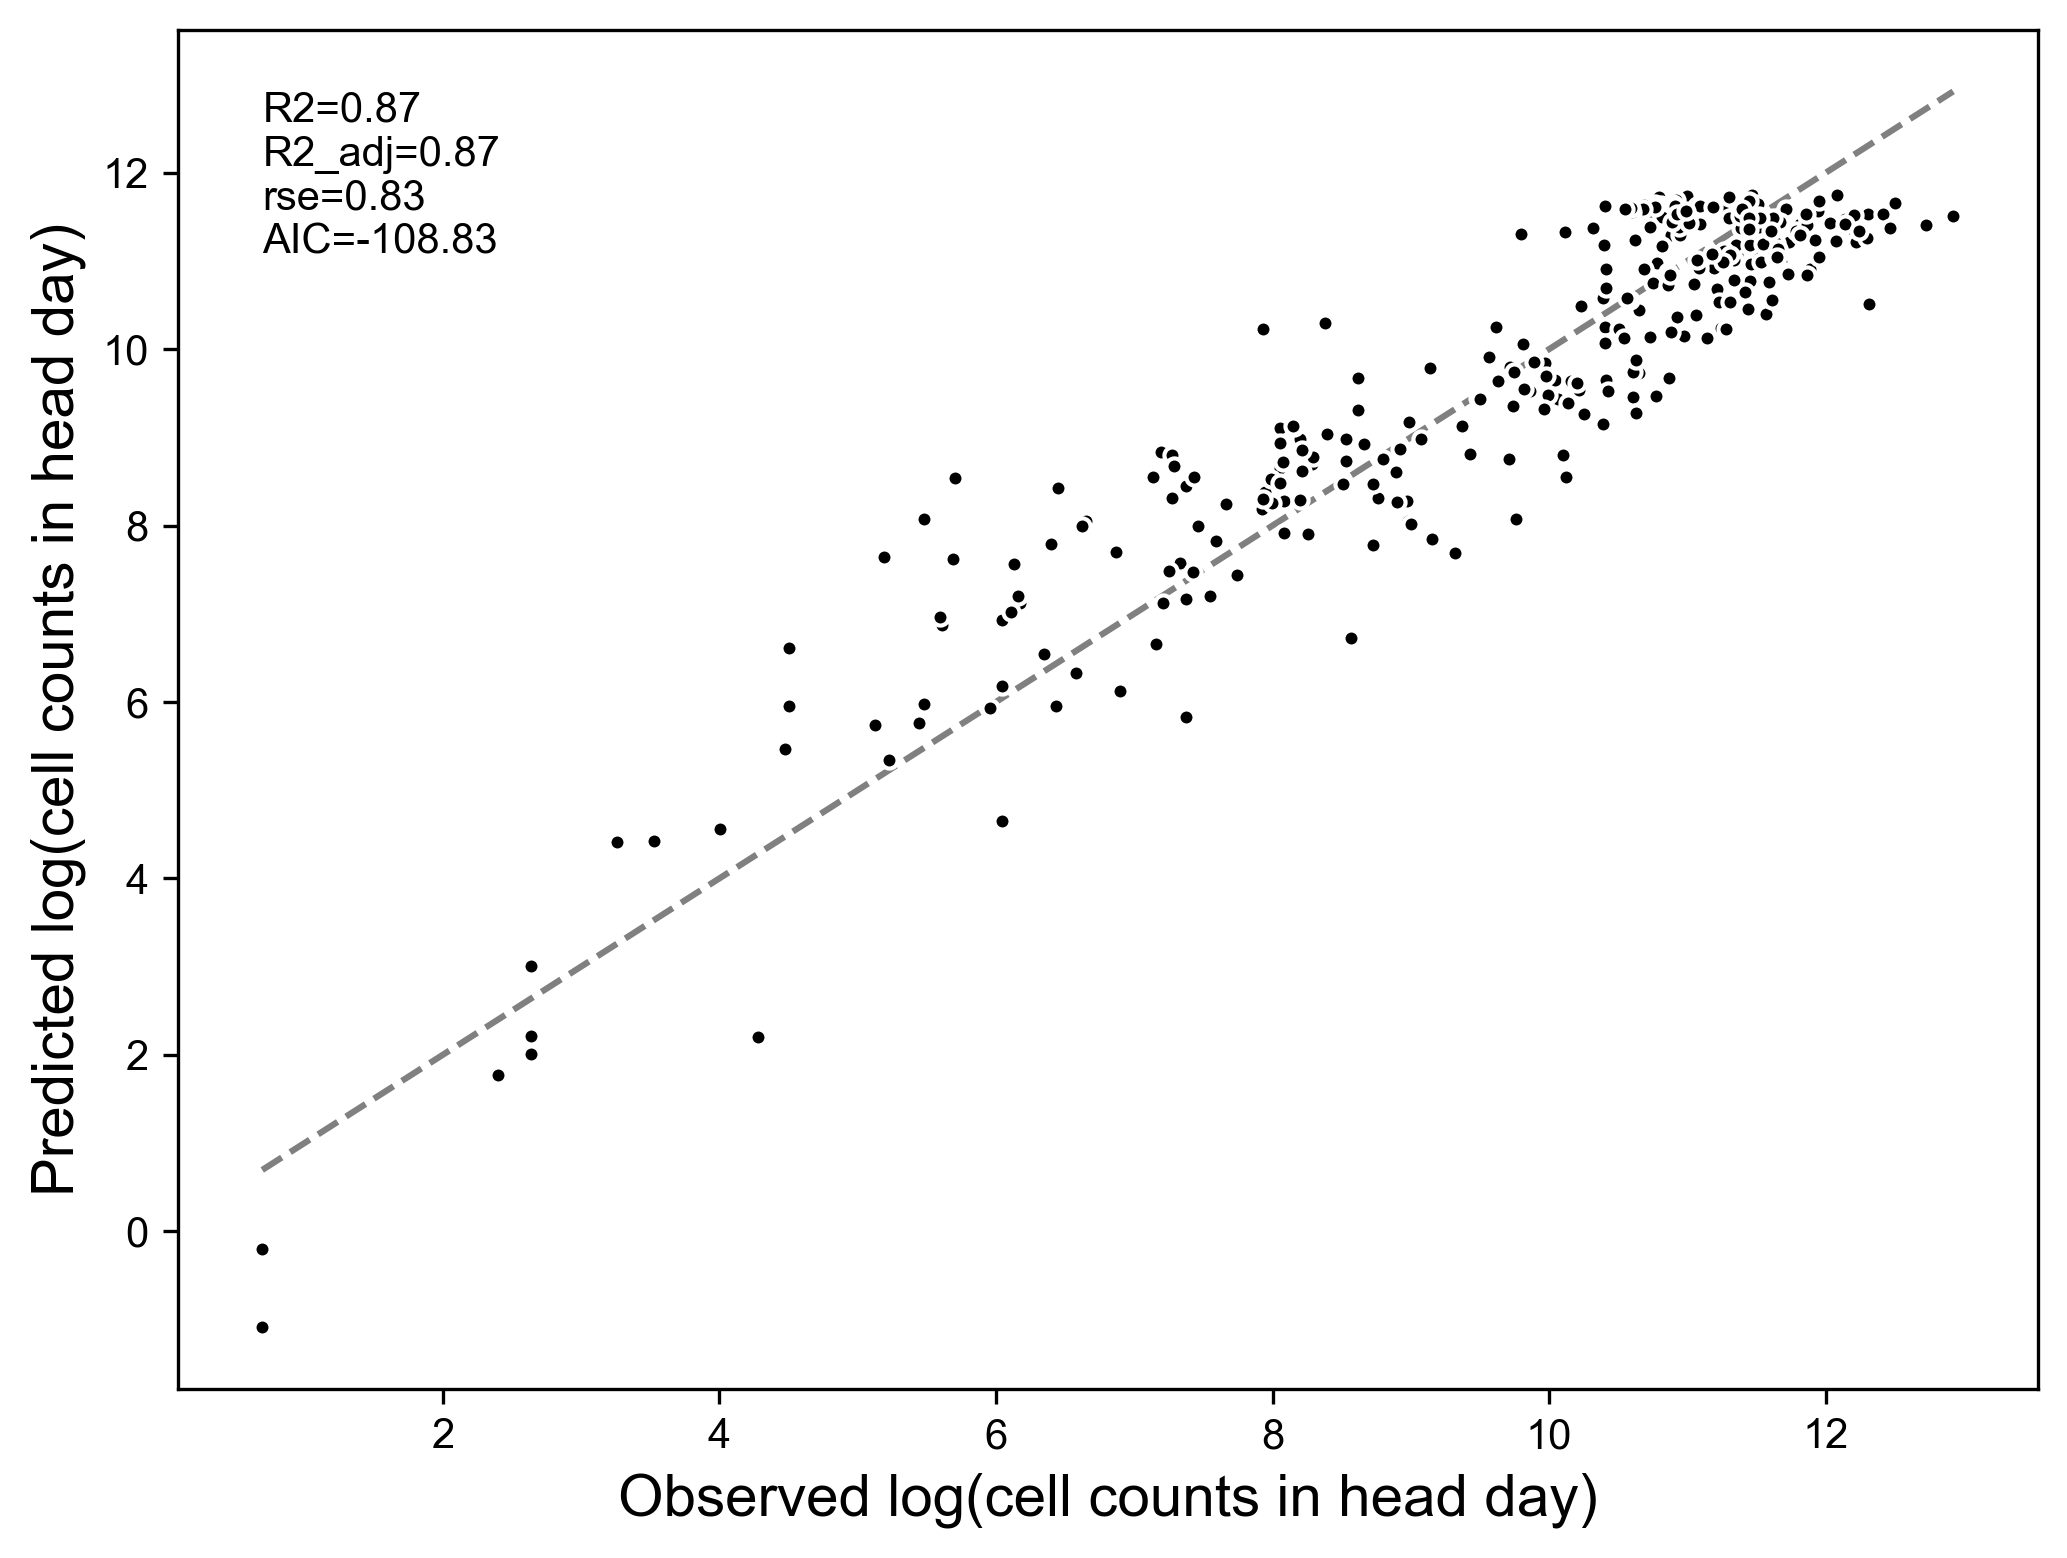 R2=0.87
R2_adj=0.87
rse=0.83
AIC=-108.83
Predicted log(cell counts in head day)
12
10
8
6
4
2
0
2 4 6 8 10 12
Observed log(cell counts in head day)